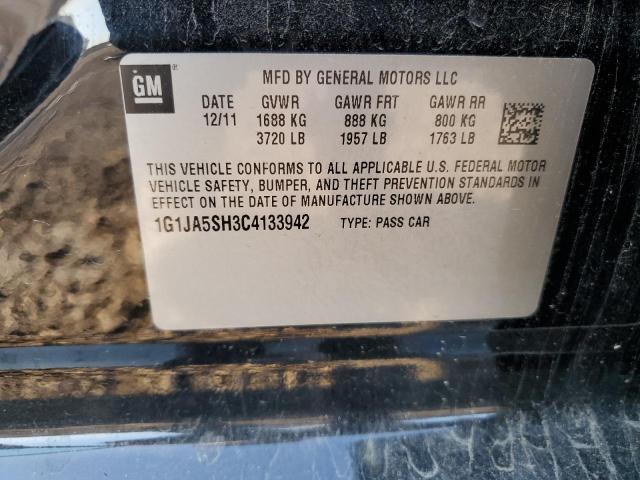 GM ®
MFD BY GENERAL MOTORS LLC
DATE GVWR GAWR FRT GAWR RR
12/11 1688 KG 888 KG 800 KG
3720 LB 1957 LB 1763 LB
THIS VEHICLE CONFORMS TO ALL APPLICABLE U.S. FEDERAL MOTOR
VEHICLE SAFETY, BUMPER, AND THEFT PREVENTION STANDARDS IN
EFFECT ON THE DATE OF MANUFACTURE SHOWN ABOVE.
1G1JA5SH3C4133942 TYPE: PASS CAR